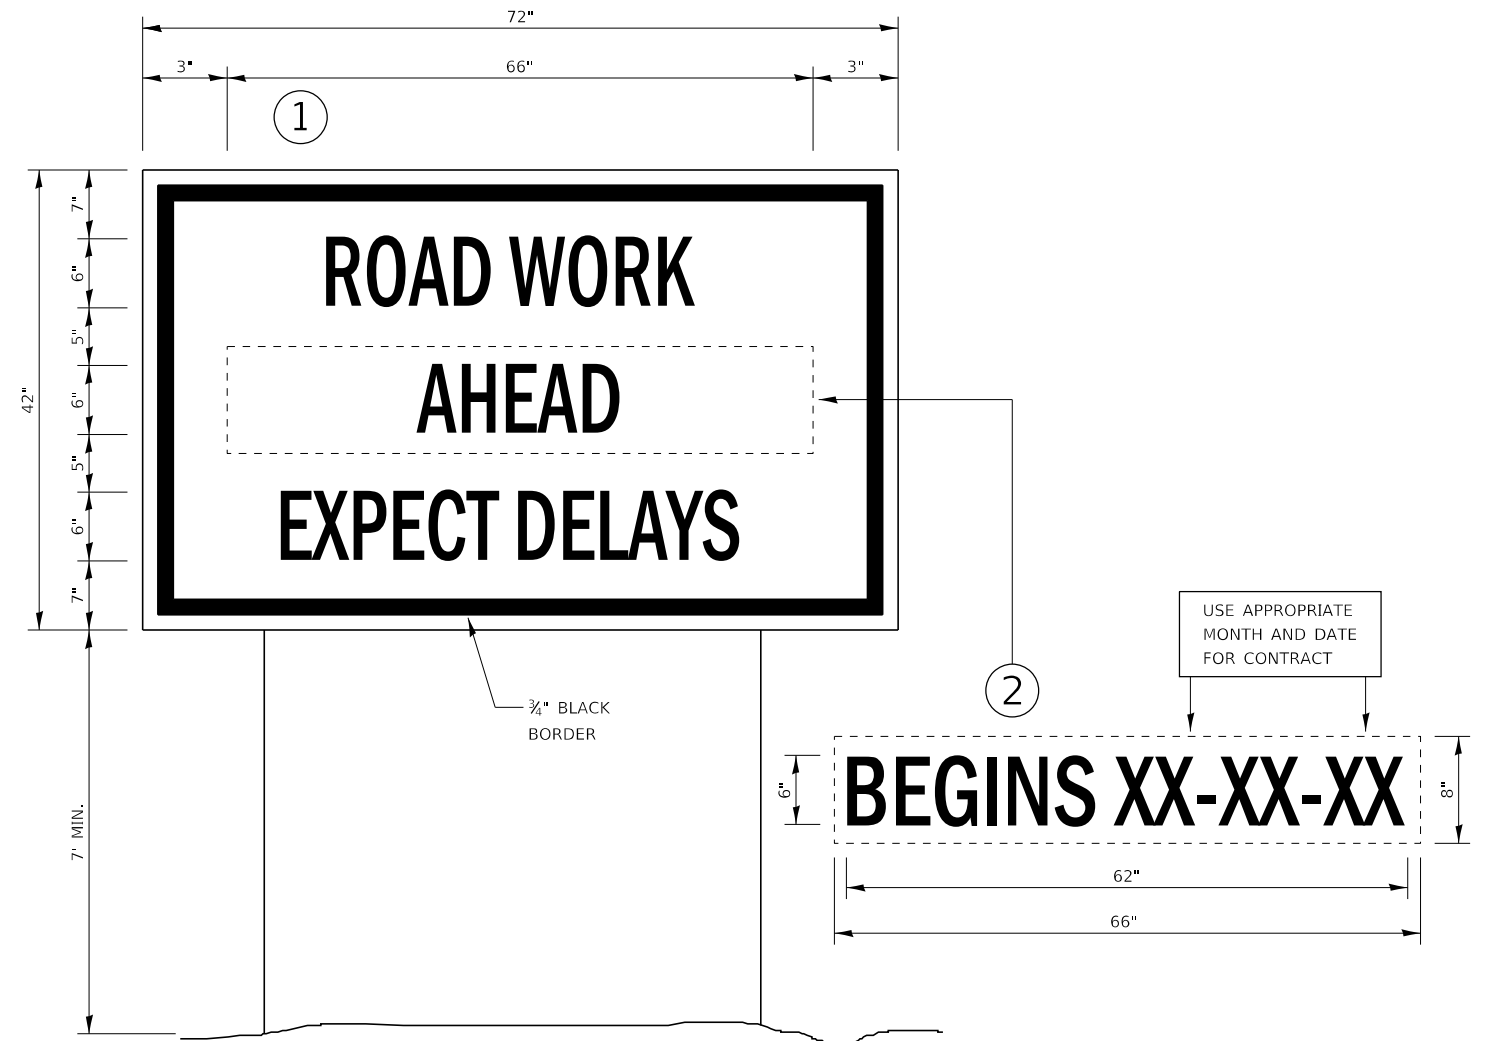 72"
3" 66" 3"
1
7"
6"
5"
6"
5"
6"
7"
42"
ROAD WORK
AHEAD
EXPECT DELAYS
¾" BLACK
BORDER
7' MIN.
2
USE APPROPRIATE
MONTH AND DATE
FOR CONTRACT
6"
BEGINS XX-XX-XX
8"
62"
66"